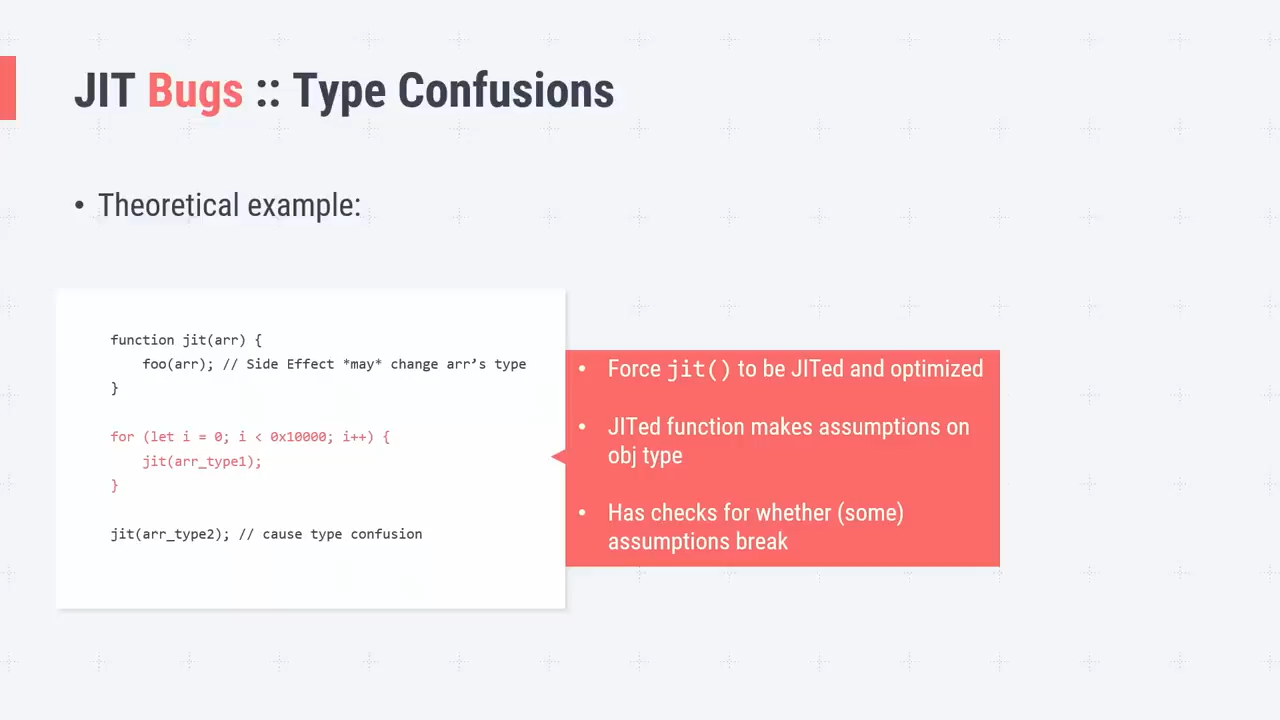 JIT Bugs :: Type Confusions
• Theoretical example:
function jit(arr) {
foo(arr); // Side Effect *may* change arr’s type
}
for (let i = 0; i < 0x10000; i++) {
jit(arr_type1);
}
jit(arr_type2); // cause type confusion
• Force jit() to be JITed and optimized
• JITed function makes assumptions on
obj type
• Has checks for whether (some)
assumptions break